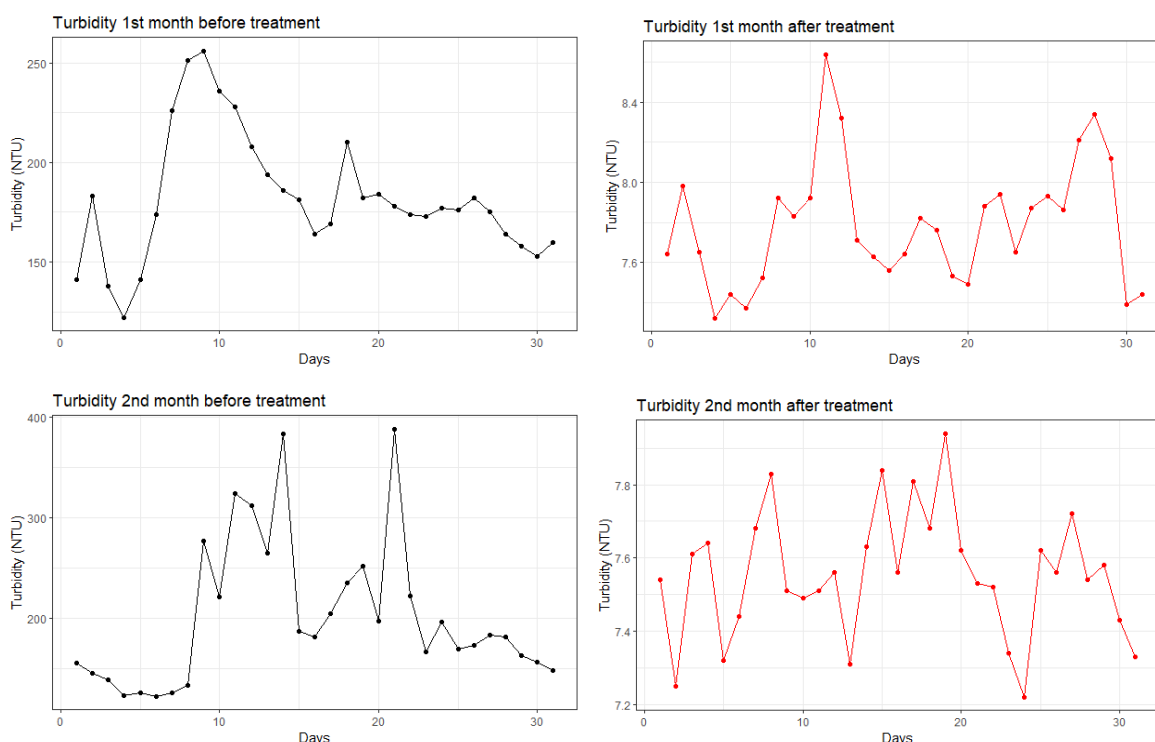 Turbidity 1st month before treatment
Turbidity (NTU)
250
200
150
0
10
20
30
Days
Turbidity 1st month after treatment
Turbidity (NTU)
8.4
8.0
7.6
0
10
20
30
Days
Turbidity 2nd month before treatment
Turbidity (NTU)
400
300
200
0
10
20
30
Days
Turbidity 2nd month after treatment
Turbidity (NTU)
7.8
7.6
7.4
7.2
0
10
20
30
Days